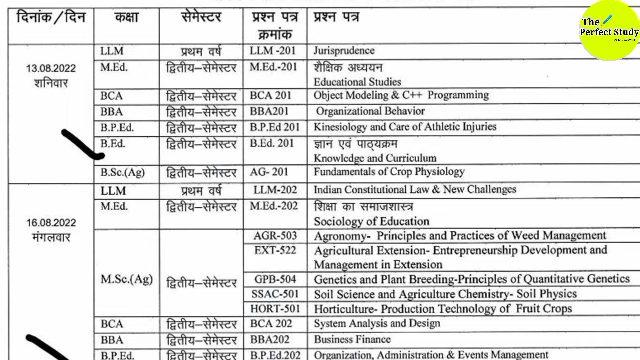 दिनांक/दिन कक्षा सेमेस्टर प्रश्न पत्र क्रमांक प्रश्न पत्र
The Perfect Study
13.08.2022 शनिवार
LLM प्रथम वर्ष LLM -201 Jurisprudence
M.Ed. द्वितीय–सेमेस्टर M.Ed.-201 शैक्षिक अध्ययन
Educational Studies
BCA द्वितीय–सेमेस्टर BCA 201 Object Modeling & C++ Programming
BBA द्वितीय–सेमेस्टर BBA201 Organizational Behavior
B.P.Ed. द्वितीय–सेमेस्टर B.P.Ed 201 Kinesiology and Care of Athletic Injuries
B.Ed. द्वितीय–सेमेस्टर B.Ed. 201 ज्ञान एवं पाठ्यक्रम
Knowledge and Curriculum
B.Sc.(Ag) द्वितीय–सेमेस्टर AG- 201 Fundamentals of Crop Physiology
16.08.2022 मंगलवार
LLM प्रथम वर्ष LLM-202 Indian Constitutional Law & New Challenges
M.Ed. द्वितीय–सेमेस्टर M.Ed.-202 शिक्षा का समाजशास्त्र
Sociology of Education
M.Sc.(Ag) द्वितीय–सेमेस्टर
AGR-503 Agronomy- Principles and Practices of Weed Management
EXT-522 Agricultural Extension- Entrepreneurship Development and
Management in Extension
GPB-504 Genetics and Plant Breeding-Principles of Quantitative Genetics
SSAC-501 Soil Science and Agriculture Chemistry- Soil Physics
HORT-501 Horticulture- Production Technology of Fruit Crops
BCA द्वितीय–सेमेस्टर BCA 202 System Analysis and Design
BBA द्वितीय–सेमेस्टर BBA202 Business Finance
B.P.Ed. द्वितीय–सेमेस्टर B.P.Ed.202 Organization, Administration & Events Management